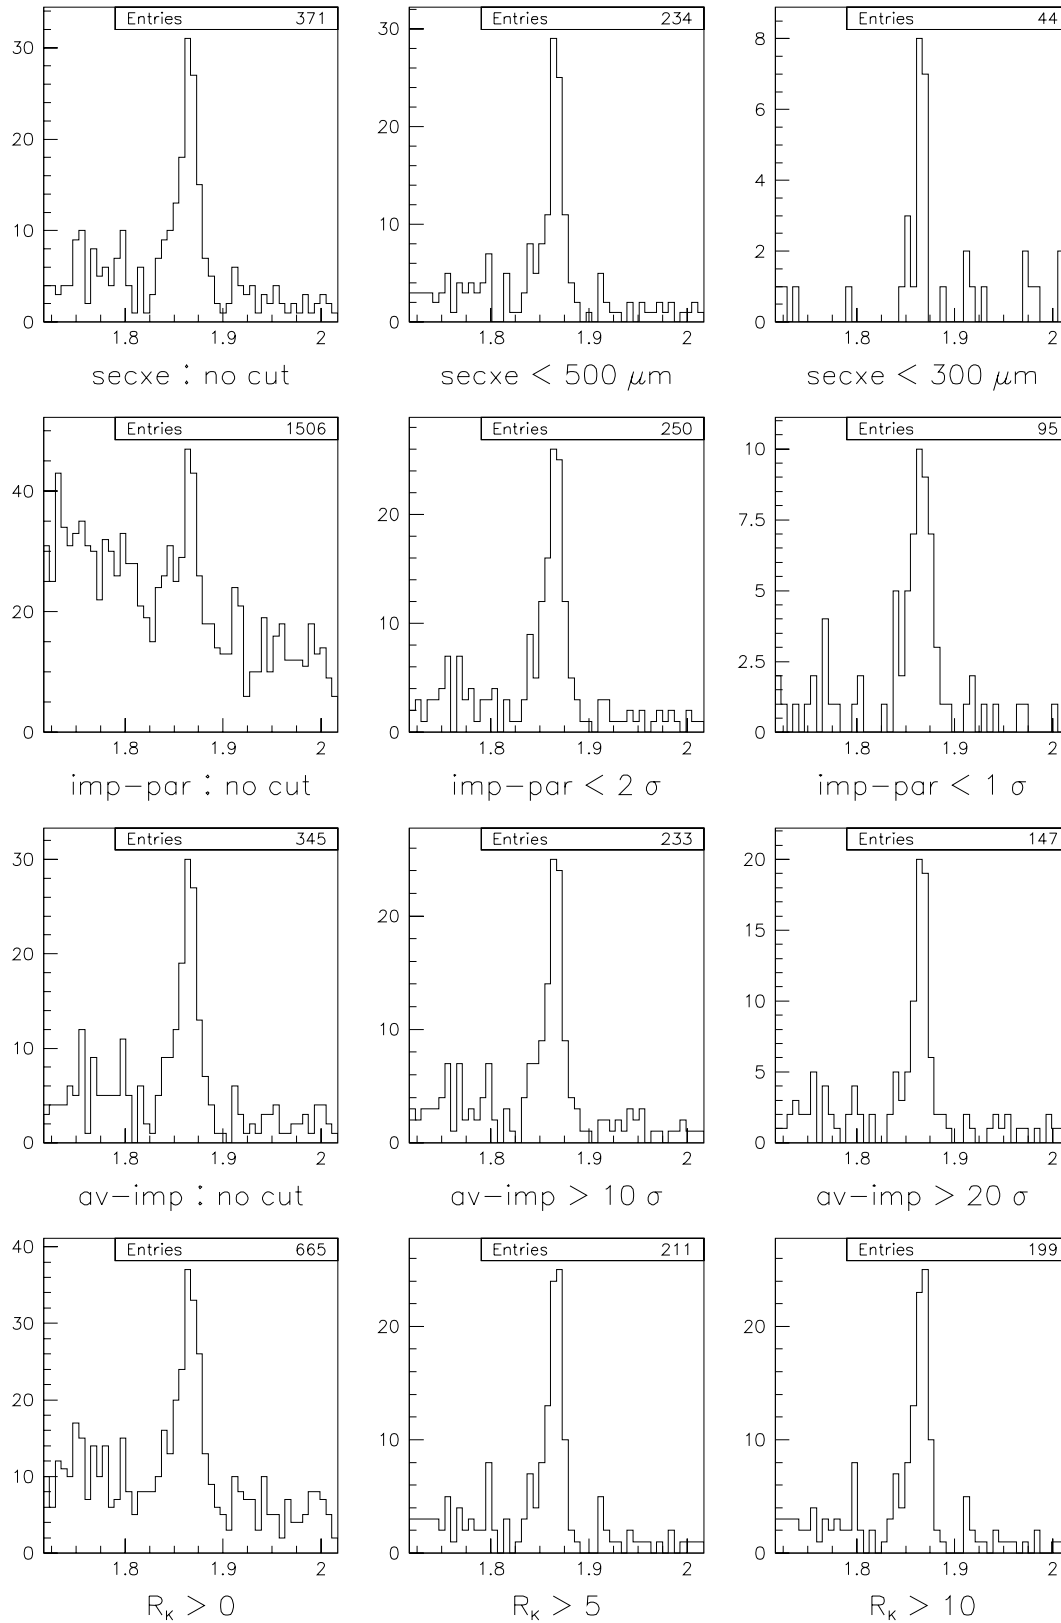 Entries 371
Entries 234
Entries 44
30
20
10
0
1.8 1.9 2
30
20
10
0
1.8 1.9 2
8
6
4
2
0
1.8 1.9 2
secxe : no cut
secxe < 500 μm
secxe < 300 μm
Entries 1506
Entries 250
Entries 95
40
20
0
1.8 1.9 2
20
10
0
1.8 1.9 2
10
7.5
5
2.5
0
1.8 1.9 2
imp-par : no cut
imp-par < 2 σ
imp-par < 1 σ
Entries 345
Entries 233
Entries 147
30
20
10
0
1.8 1.9 2
20
10
0
1.8 1.9 2
20
15
10
5
0
1.8 1.9 2
av-imp : no cut
av-imp > 10 σ
av-imp > 20 σ
Entries 665
Entries 211
Entries 199
40
30
20
10
0
1.8 1.9 2
20
10
0
1.8 1.9 2
20
10
0
1.8 1.9 2
R_K > 0
R_K > 5
R_K > 10